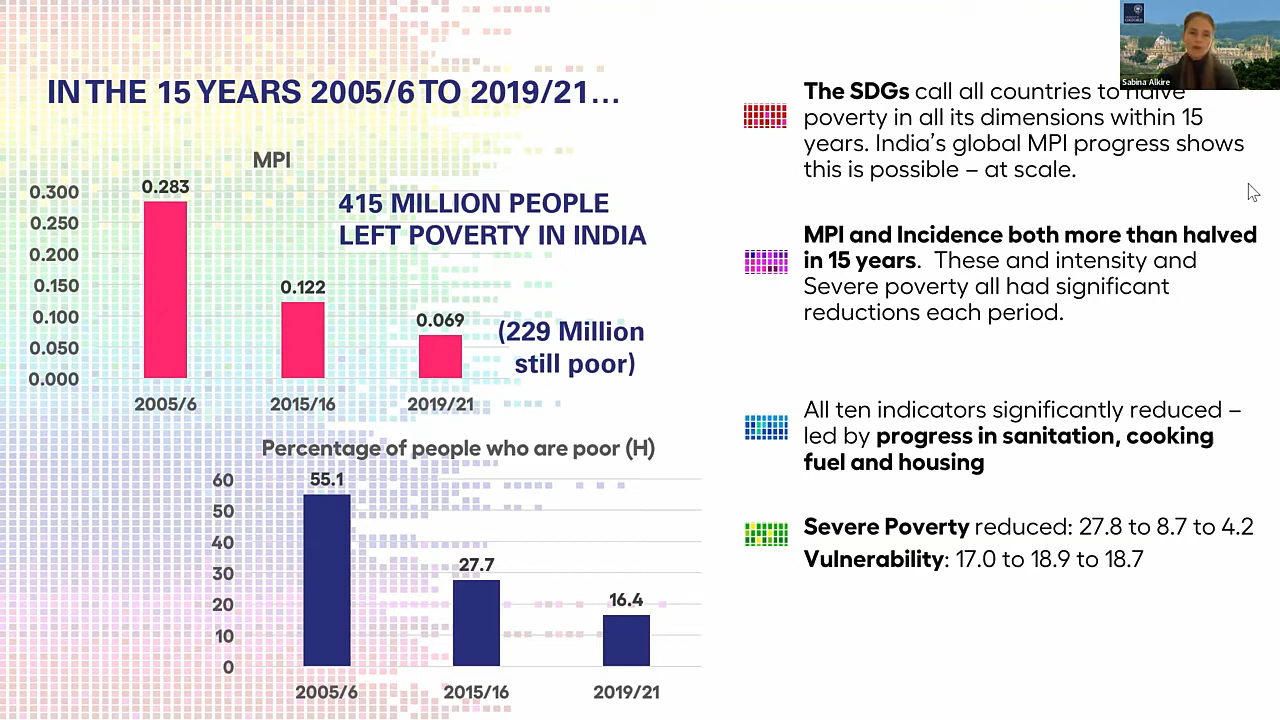 IN THE 15 YEARS 2005/6 TO 2019/21...
MPI
0.300
0.250
0.200
0.150
0.100
0.050
0.000
0.283
0.122
0.069
2005/6
2015/16
2019/21
415 MILLION PEOPLE
LEFT POVERTY IN INDIA
(229 Million
still poor)
Percentage of people who are poor (H)
60
50
40
30
20
10
0
55.1
27.7
16.4
2005/6
2015/16
2019/21
Sabina Alkire
The SDGs call all countries to halve
poverty in all its dimensions within 15
years. India’s global MPI progress shows
this is possible – at scale.
MPI and Incidence both more than halved
in 15 years. These and intensity and
Severe poverty all had significant
reductions each period.
All ten indicators significantly reduced –
led by progress in sanitation, cooking
fuel and housing
Severe Poverty reduced: 27.8 to 8.7 to 4.2
Vulnerability: 17.0 to 18.9 to 18.7